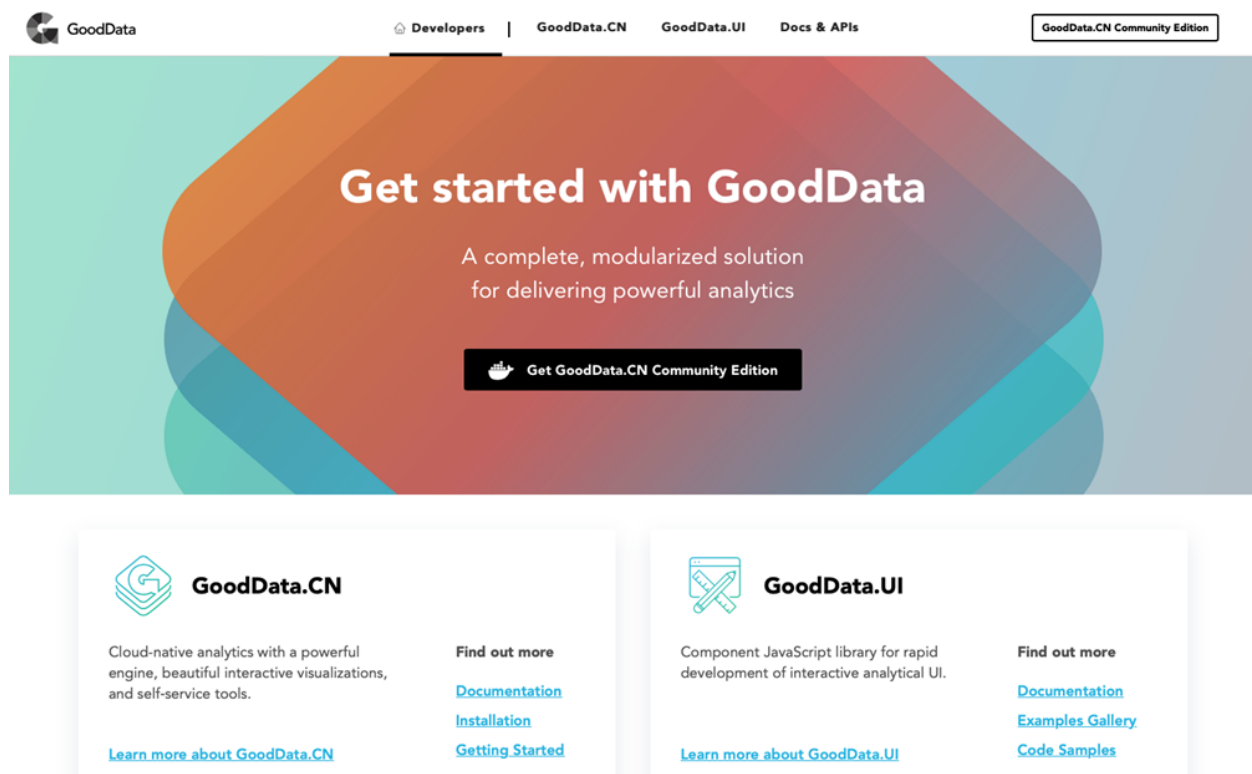 GoodData
Developers | GoodData.CN GoodData.UI Docs & APIs
GoodData.CN Community Edition
Get started with GoodData
A complete, modularized solution
for delivering powerful analytics
Get GoodData.CN Community Edition
GoodData.CN
Cloud-native analytics with a powerful
engine, beautiful interactive visualizations,
and self-service tools.
Learn more about GoodData.CN
Find out more
Documentation
Installation
Getting Started
GoodData.UI
Component JavaScript library for rapid
development of interactive analytical UI.
Learn more about GoodData.UI
Find out more
Documentation
Examples Gallery
Code Samples